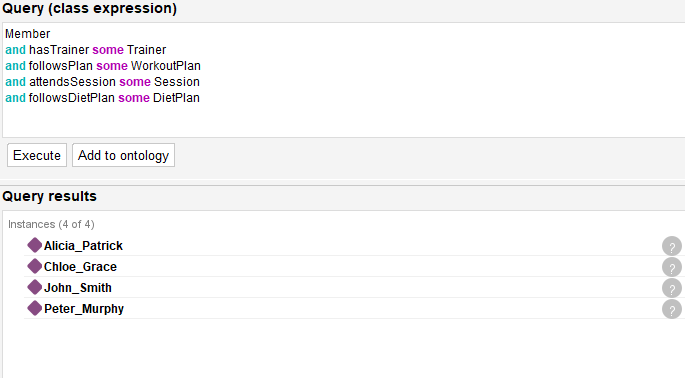 Query (class expression)
Member
and hasTrainer some Trainer
and followsPlan some WorkoutPlan
and attendsSession some Session
and followsDietPlan some DietPlan
Execute
Add to ontology
Query results
Instances (4 of 4)
Alicia_Patrick
?
Chloe_Grace
?
John_Smith
?
Peter_Murphy
?